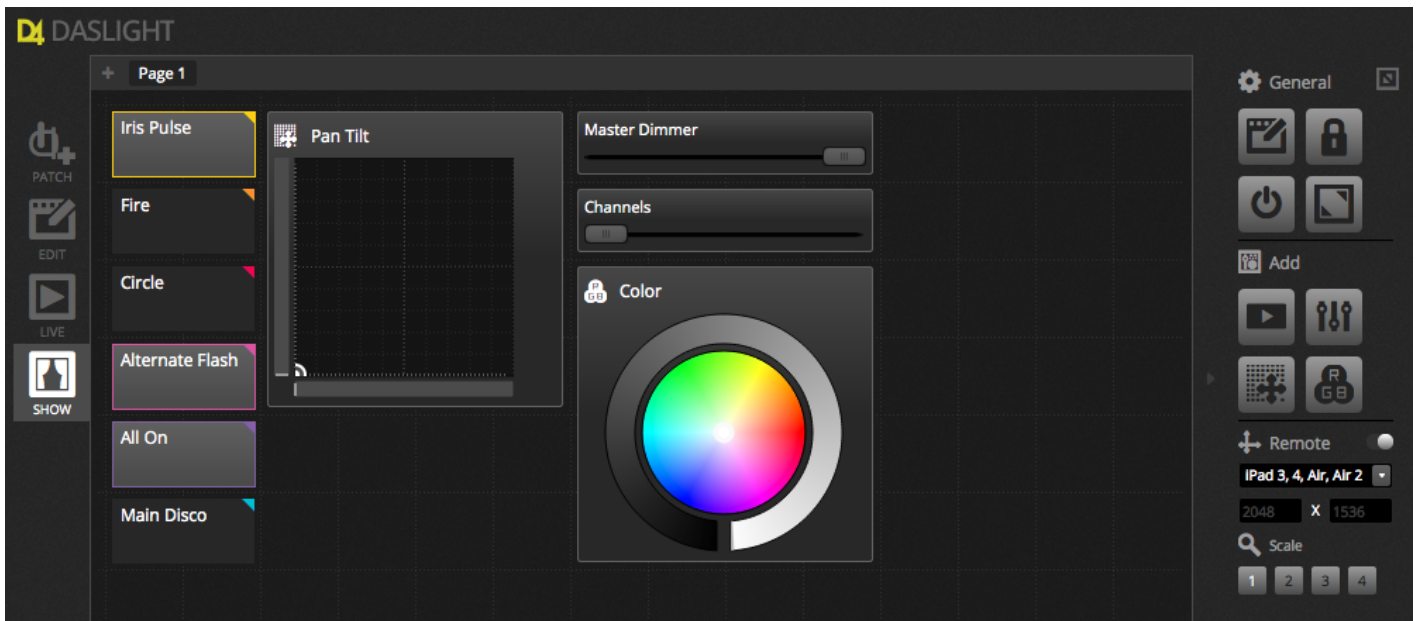 D4 DASLIGHT
+ Page 1
PATCH
EDIT
LIVE
SHOW
Iris Pulse
Fire
Circle
Alternate Flash
All On
Main Disco
Pan Tilt
Master Dimmer
Channels
R
G B
Color
General
Add
R
G B
Remote
iPad 3, 4, Air, Air 2
2048 X 1536
Scale
1 2 3 4